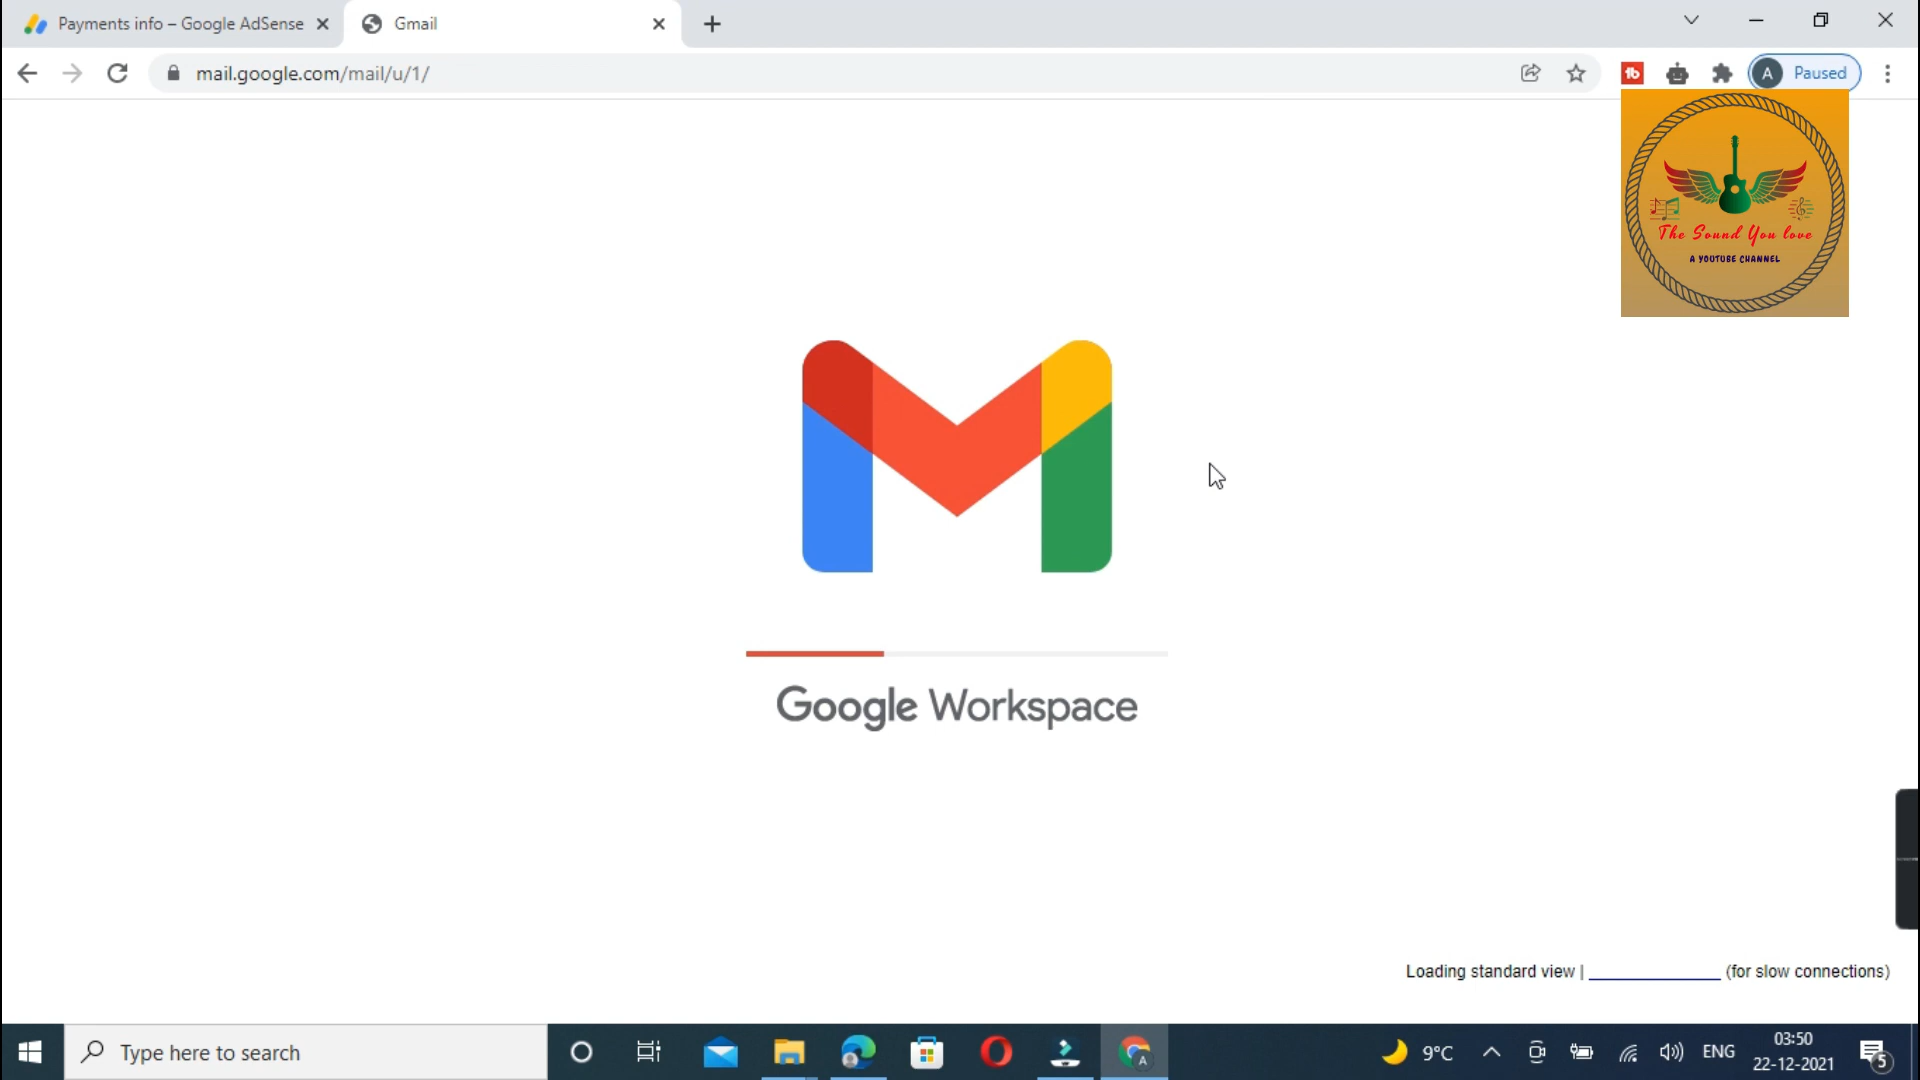 Payments info – Google AdSense
Gmail
mail.google.com/mail/u/1/
A
Paused
The Sound You love
A YOUTUBE CHANNEL
Google Workspace
Loading standard view | (for slow connections)
Type here to search
A
9°C
ENG
03:50
22-12-2021
5